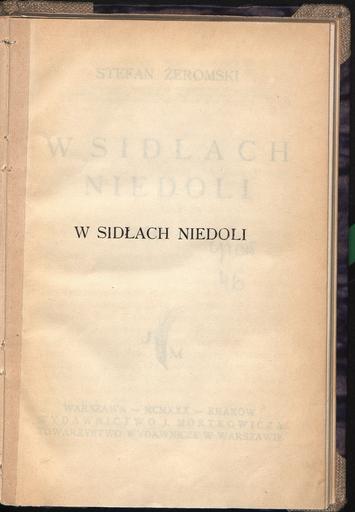 STEFAN ŻEROMSKI
W SIDŁACH
NIEDOLI
W SIDŁACH NIEDOLI
46
J M
WARSZAWA — MCMXXX — KRAKÓW
WYDAWNICTWO J. MORTKOWICZA
TOWARZYSTWO WYDAWNICZE W WARSZAWIE